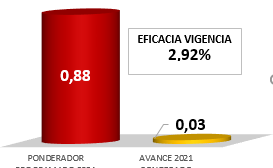 EFICACIA VIGENCIA
2,92%
0,88
0,03
PONDERADOR
AVANCE 2021